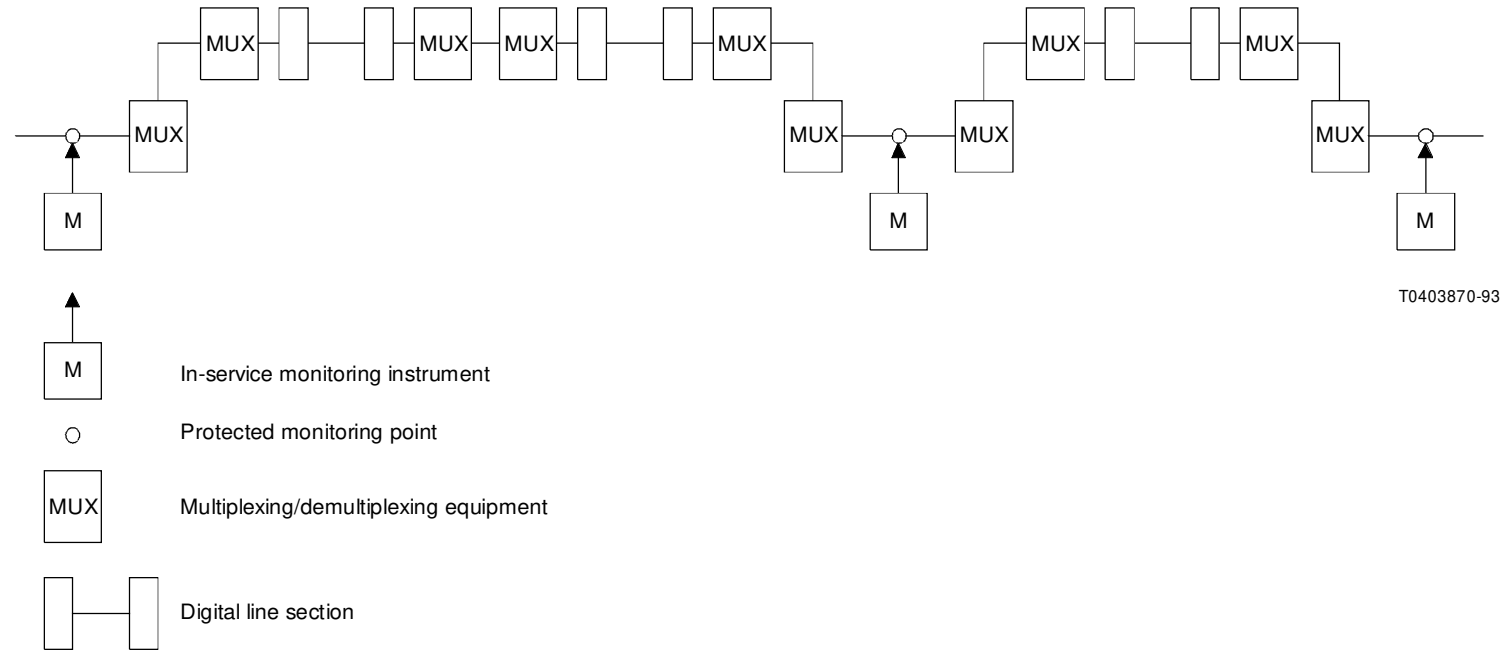 MUX MUX MUX MUX MUX MUX
MUX MUX MUX MUX
M M M
T0403870-93
M In-service monitoring instrument
Protected monitoring point
MUX Multiplexing/demultiplexing equipment
Digital line section